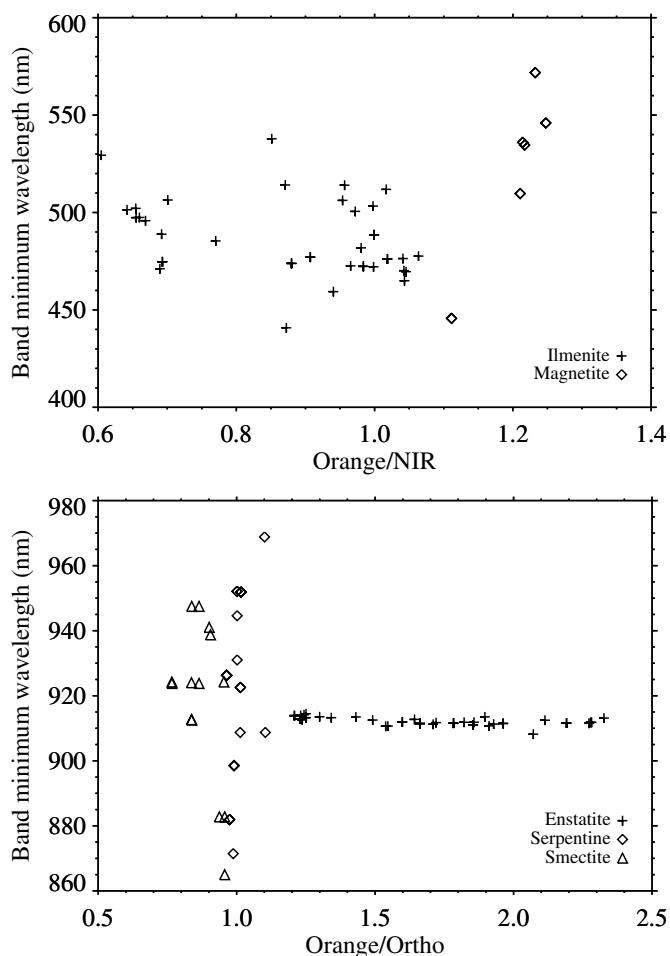 600
550
500
450
400
Band minimum wavelength (nm)
Ilmenite
Magnetite
0.6 0.8 1.0 1.2 1.4
Orange/NIR
980
960
940
920
900
880
860
Band minimum wavelength (nm)
Enstatite
Serpentine
Smectite
0.5 1.0 1.5 2.0 2.5
Orange/Ortho